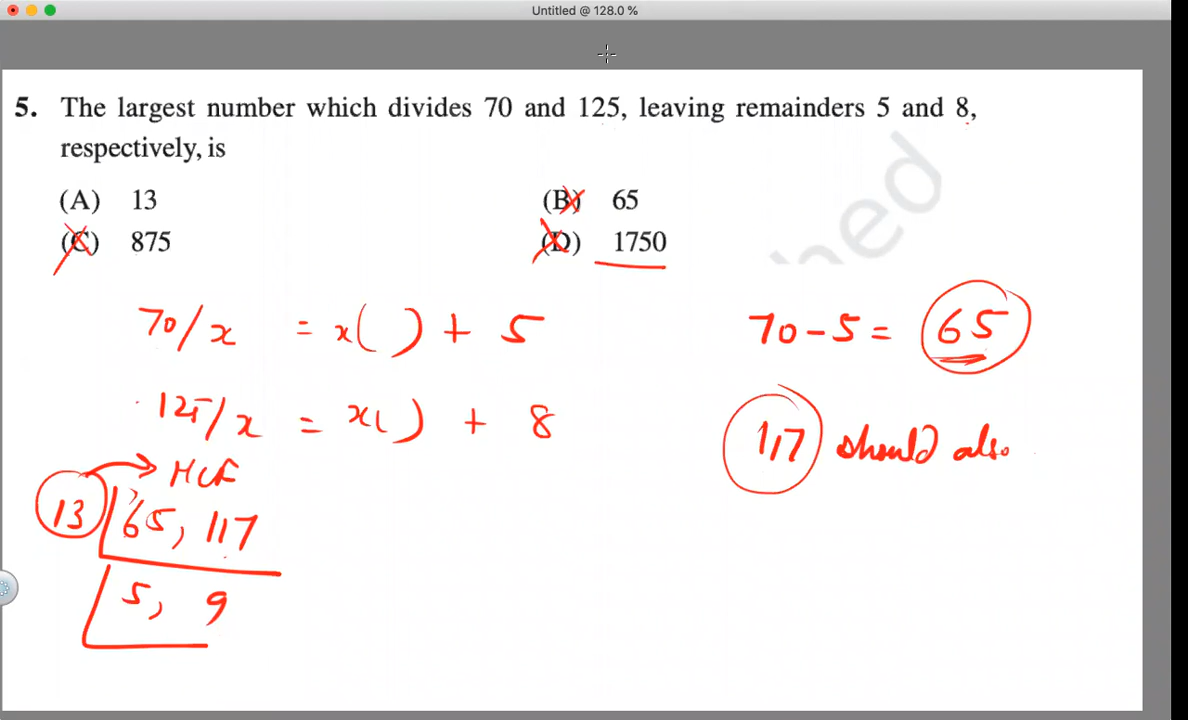 Untitled @ 128.0 %
5. The largest number which divides 70 and 125, leaving remainders 5 and 8,
respectively, is
(A) 13
(B) 65
(C) 875
(D) 1750
70/x = x( ) + 5
70-5 = 65
125/x = x( ) + 8
117 should also
HCF
13 65, 117
5, 9
hed